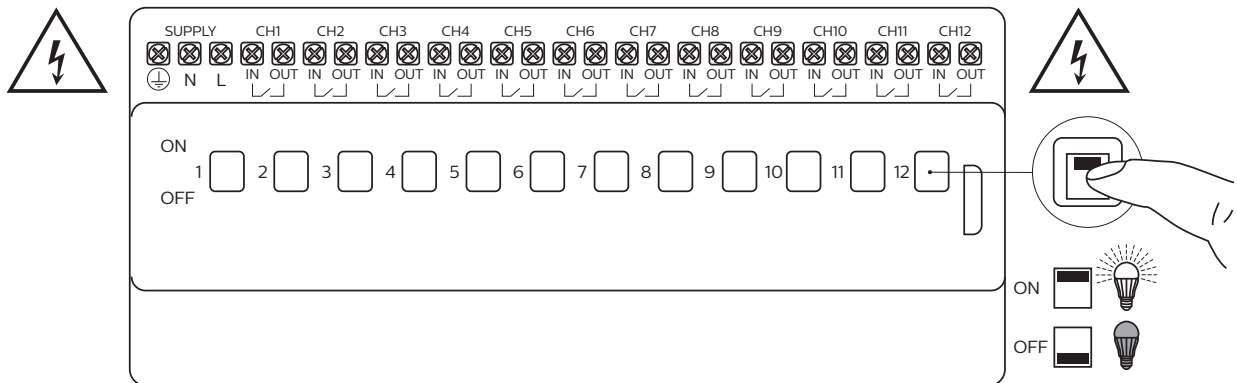 SUPPLY CH1 CH2 CH3 CH4 CH5 CH6 CH7 CH8 CH9 CH10 CH11 CH12
N L IN OUT IN OUT IN OUT IN OUT IN OUT IN OUT IN OUT IN OUT IN OUT IN OUT IN OUT IN OUT
ON
1 2 3 4 5 6 7 8 9 10 11 12
OFF
ON
OFF